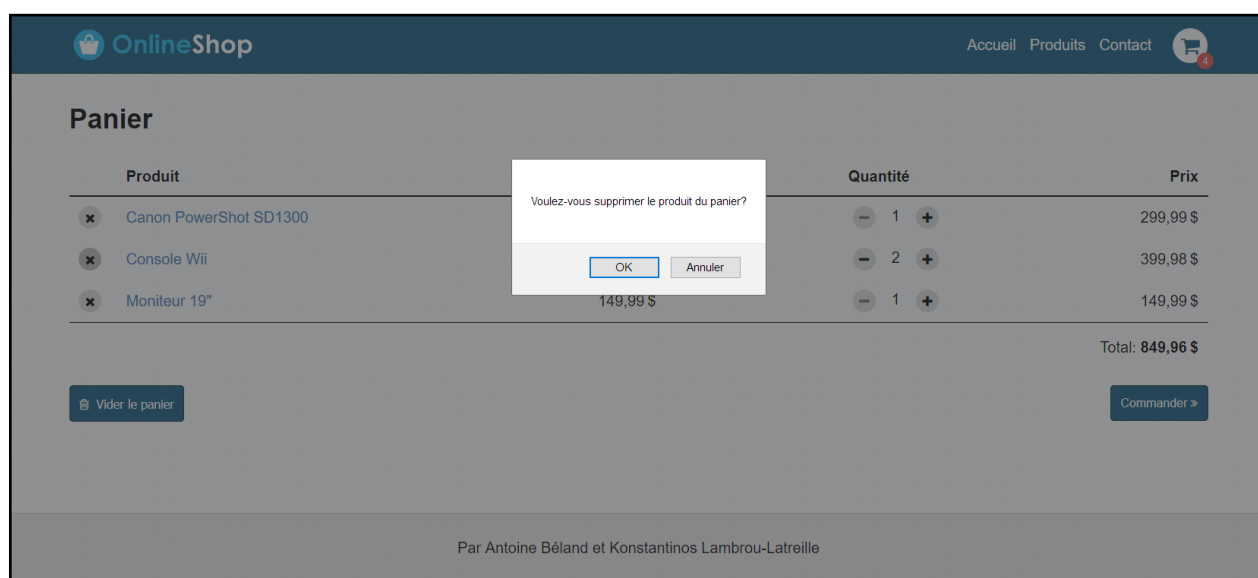 OnlineShop
Accueil Produits Contact
4
Panier
Produit Quantité Prix
Voulez-vous supprimer le produit du panier?
OK Annuler
Canon PowerShot SD1300 1 299,99 $
Console Wii 2 399,98 $
Moniteur 19" 149,99 $ 1 149,99 $
Total: 849,96 $
Vider le panier Commander »
Par Antoine Béland et Konstantinos Lambrou-Latreille